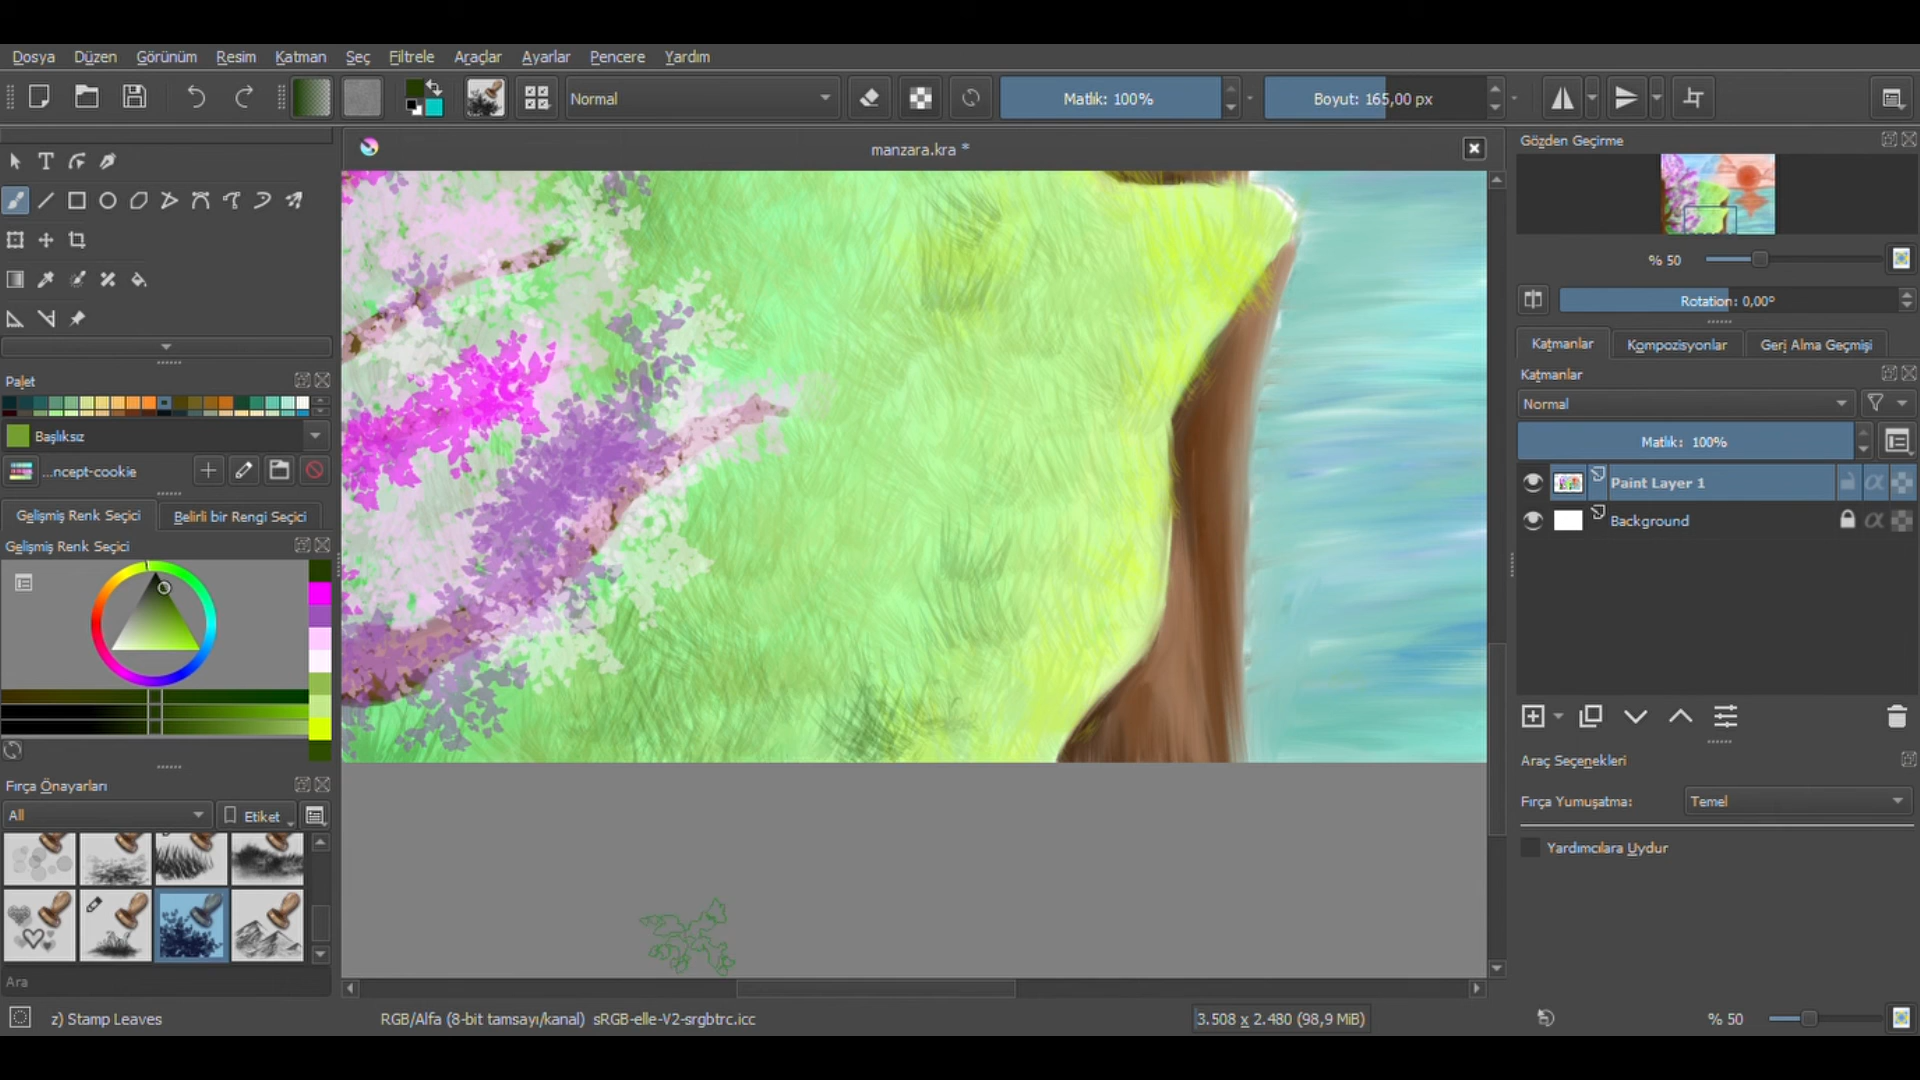 Dosya Düzen Görünüm Resim Katman Seç Filtrele Araçlar Ayarlar Pencere Yardım
Normal Matlık: 100% Boyut: 165,00 px
manzara.kra *
Gözden Geçirme
% 50
Rotation: 0,00°
Katmanlar Kompozisyonlar Geri Alma Geçmişi
Katmanlar
Normal
Matlık: 100%
Paint Layer 1
Background
Araç Seçenekleri
Fırça Yumuşatma: Temel
Yardımcılara Uydur
Palet
Başlıksız
...ncept-cookie
Gelişmiş Renk Seçici Belirli bir Rengi Seçici
Gelişmiş Renk Seçici
Fırça Önayarları
All Etiket
Ara
z) Stamp Leaves RGB/Alfa (8-bit tamsayı/kanal) sRGB-elle-V2-srgbtrc.icc 3.508 x 2.480 (98,9 MiB) % 50